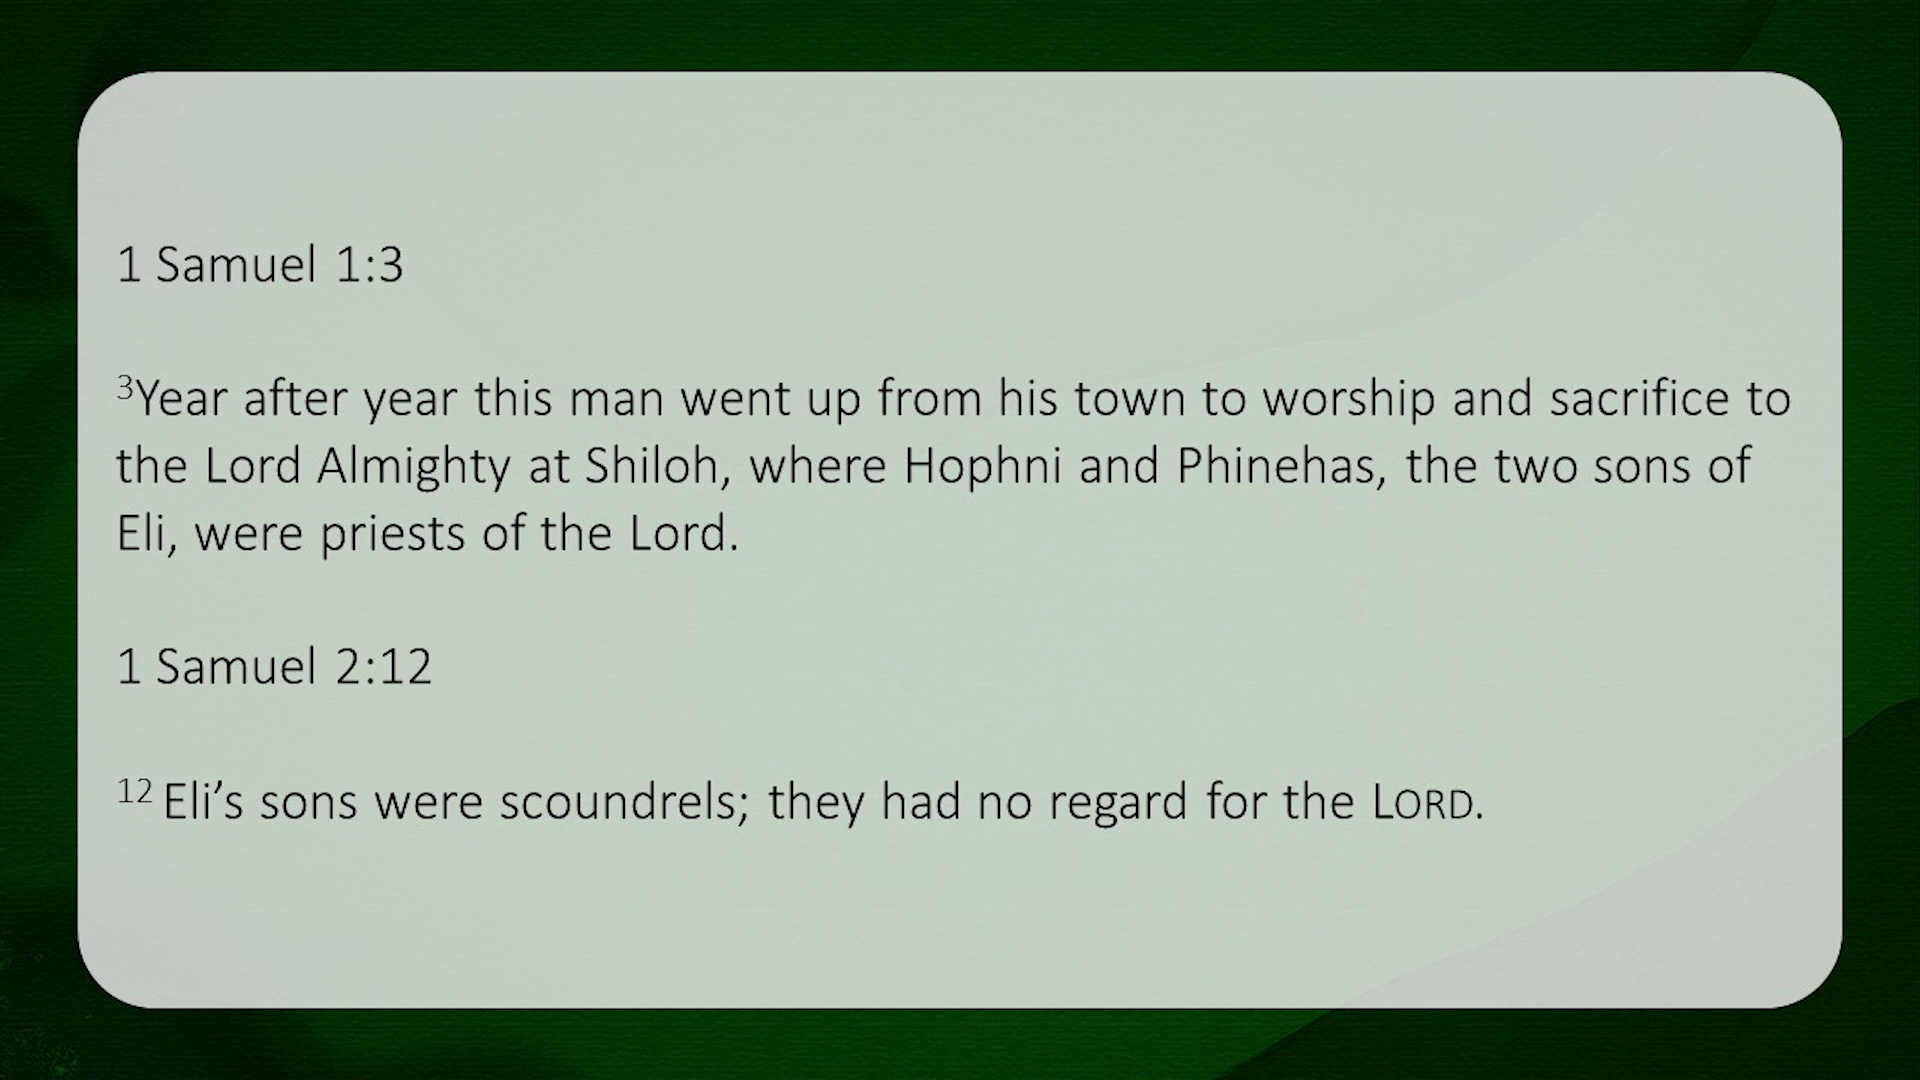 1 Samuel 1:3
³Year after year this man went up from his town to worship and sacrifice to
the Lord Almighty at Shiloh, where Hophni and Phinehas, the two sons of
Eli, were priests of the Lord.
1 Samuel 2:12
¹² Eli’s sons were scoundrels; they had no regard for the LORD.